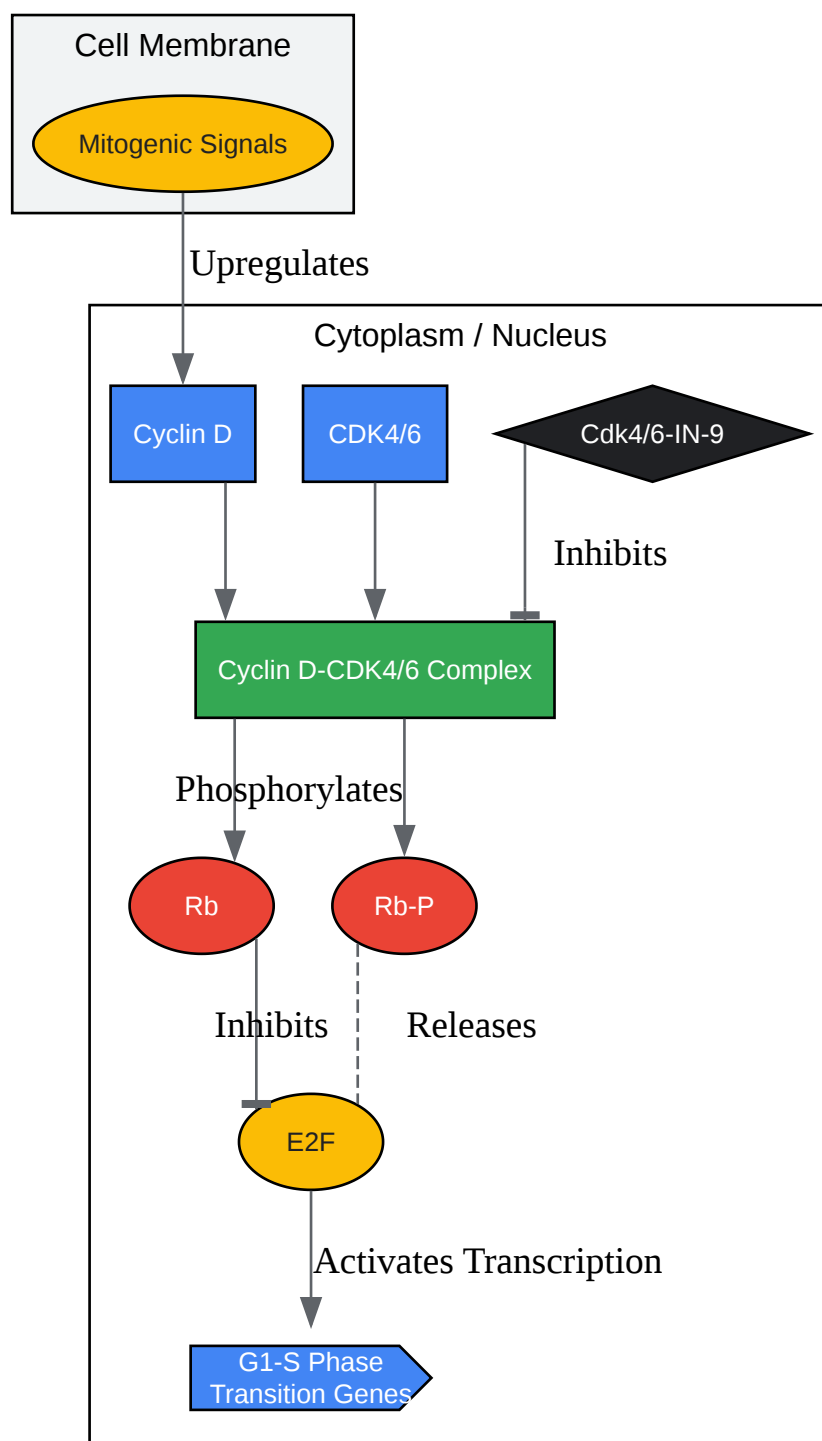 Cell Membrane
Mitogenic Signals
Upregulates
Cytoplasm / Nucleus
Cyclin D
CDK4/6
Cdk4/6-IN-9
Inhibits
Cyclin D-CDK4/6 Complex
Phosphorylates
Rb
Rb-P
Inhibits
Releases
E2F
Activates Transcription
G1-S Phase
Transition Genes